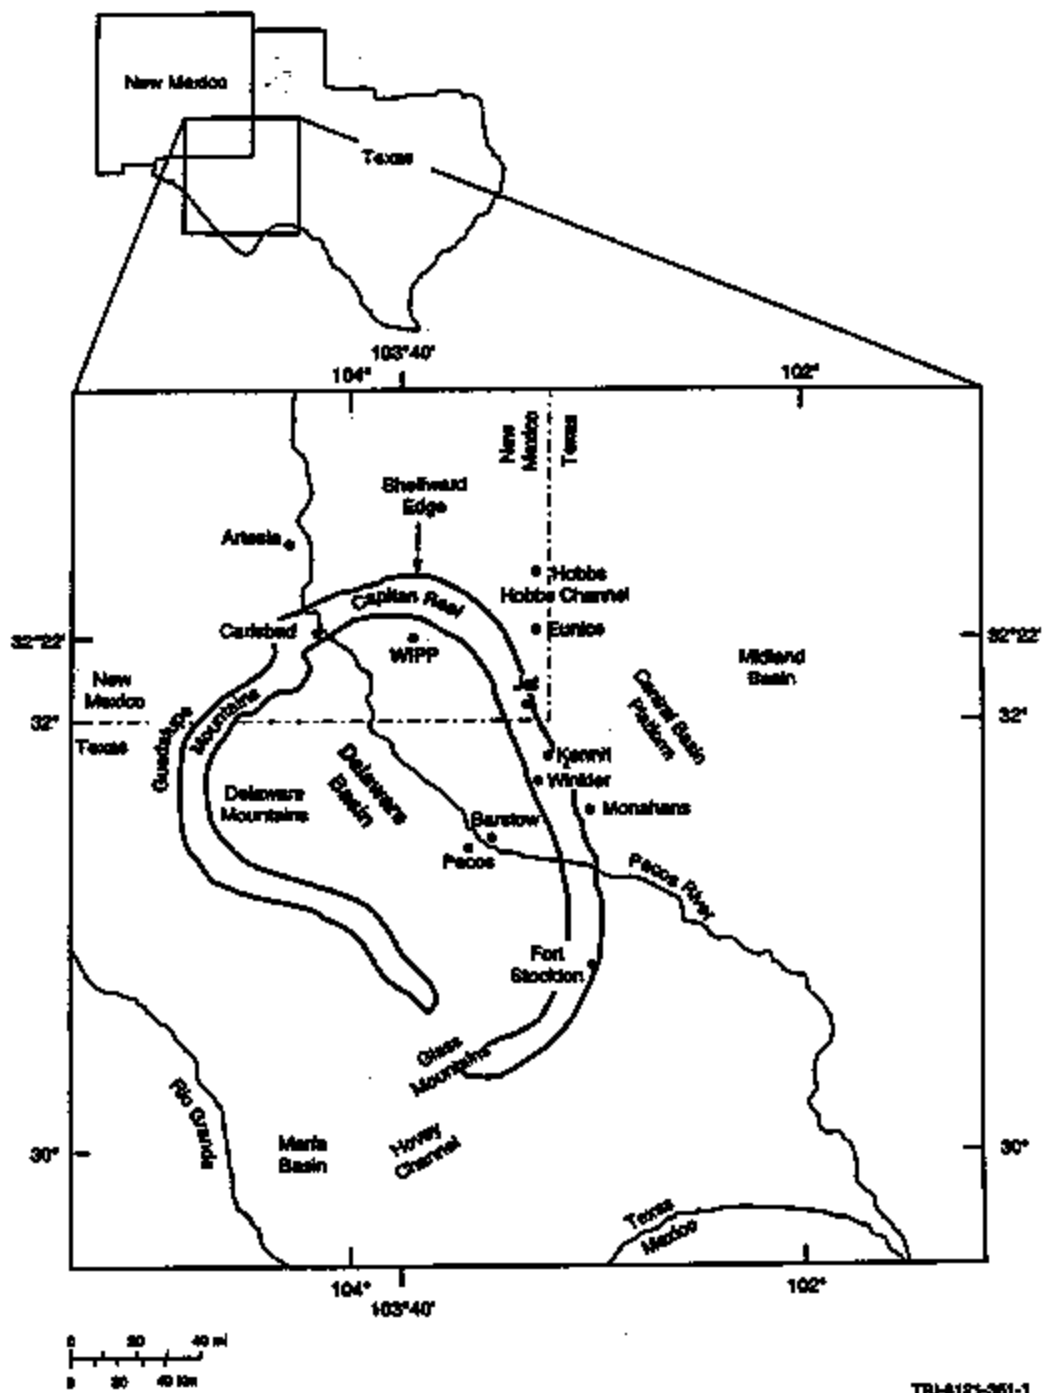 New Mexico
Texas
103°40'
104°
102°
New
Mexico
Texas
Shelfward
Edge
Artesia
Hobbs
Hobbs Channel
Capitan Reef
Eunice
Carlsbad
WIPP
32°22'
32°22'
Midland
Basin
Central Basin
Platform
New
Mexico
Jal
32°
32°
Texas
Guadalupe
Mountains
Kermit
Winkler
Delaware
Basin
Delaware
Mountains
Monahans
Barstow
Pecos
Pecos River
Fort
Stockton
Glass
Mountains
Rio Grande
Marfa
Basin
Hovey
Channel
30°
30°
Texas
Mexico
104°
103°40'
102°
0 20 40 mi
0 20 40 km